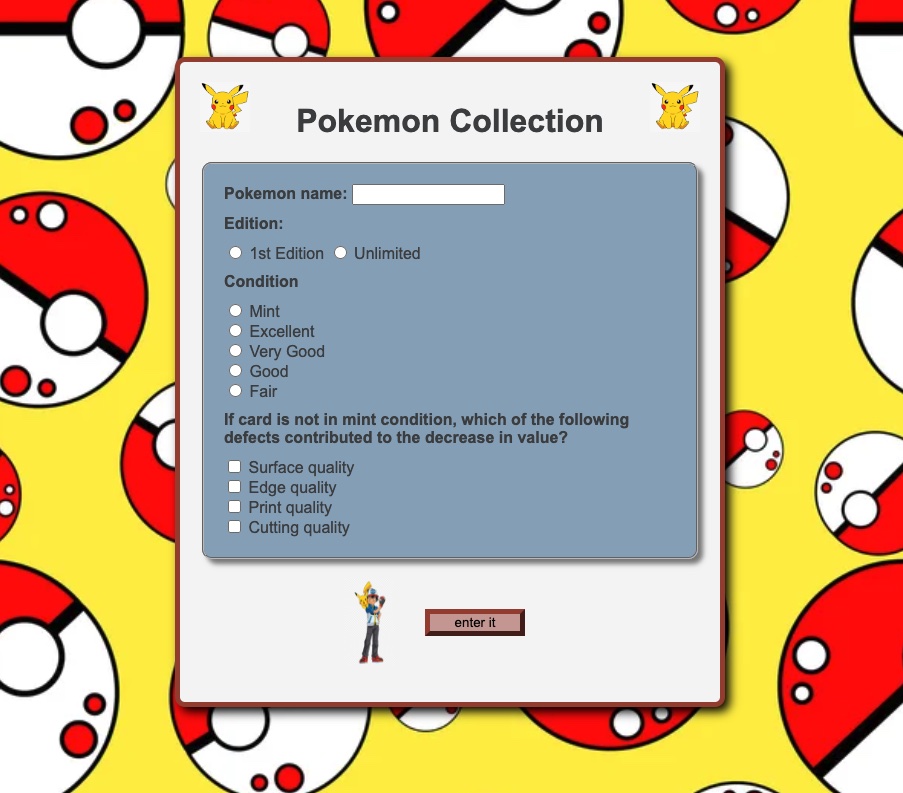 Pokemon Collection
Pokemon name:
Edition:
1st Edition Unlimited
Condition
Mint
Excellent
Very Good
Good
Fair
If card is not in mint condition, which of the following
defects contributed to the decrease in value?
Surface quality
Edge quality
Print quality
Cutting quality
enter it